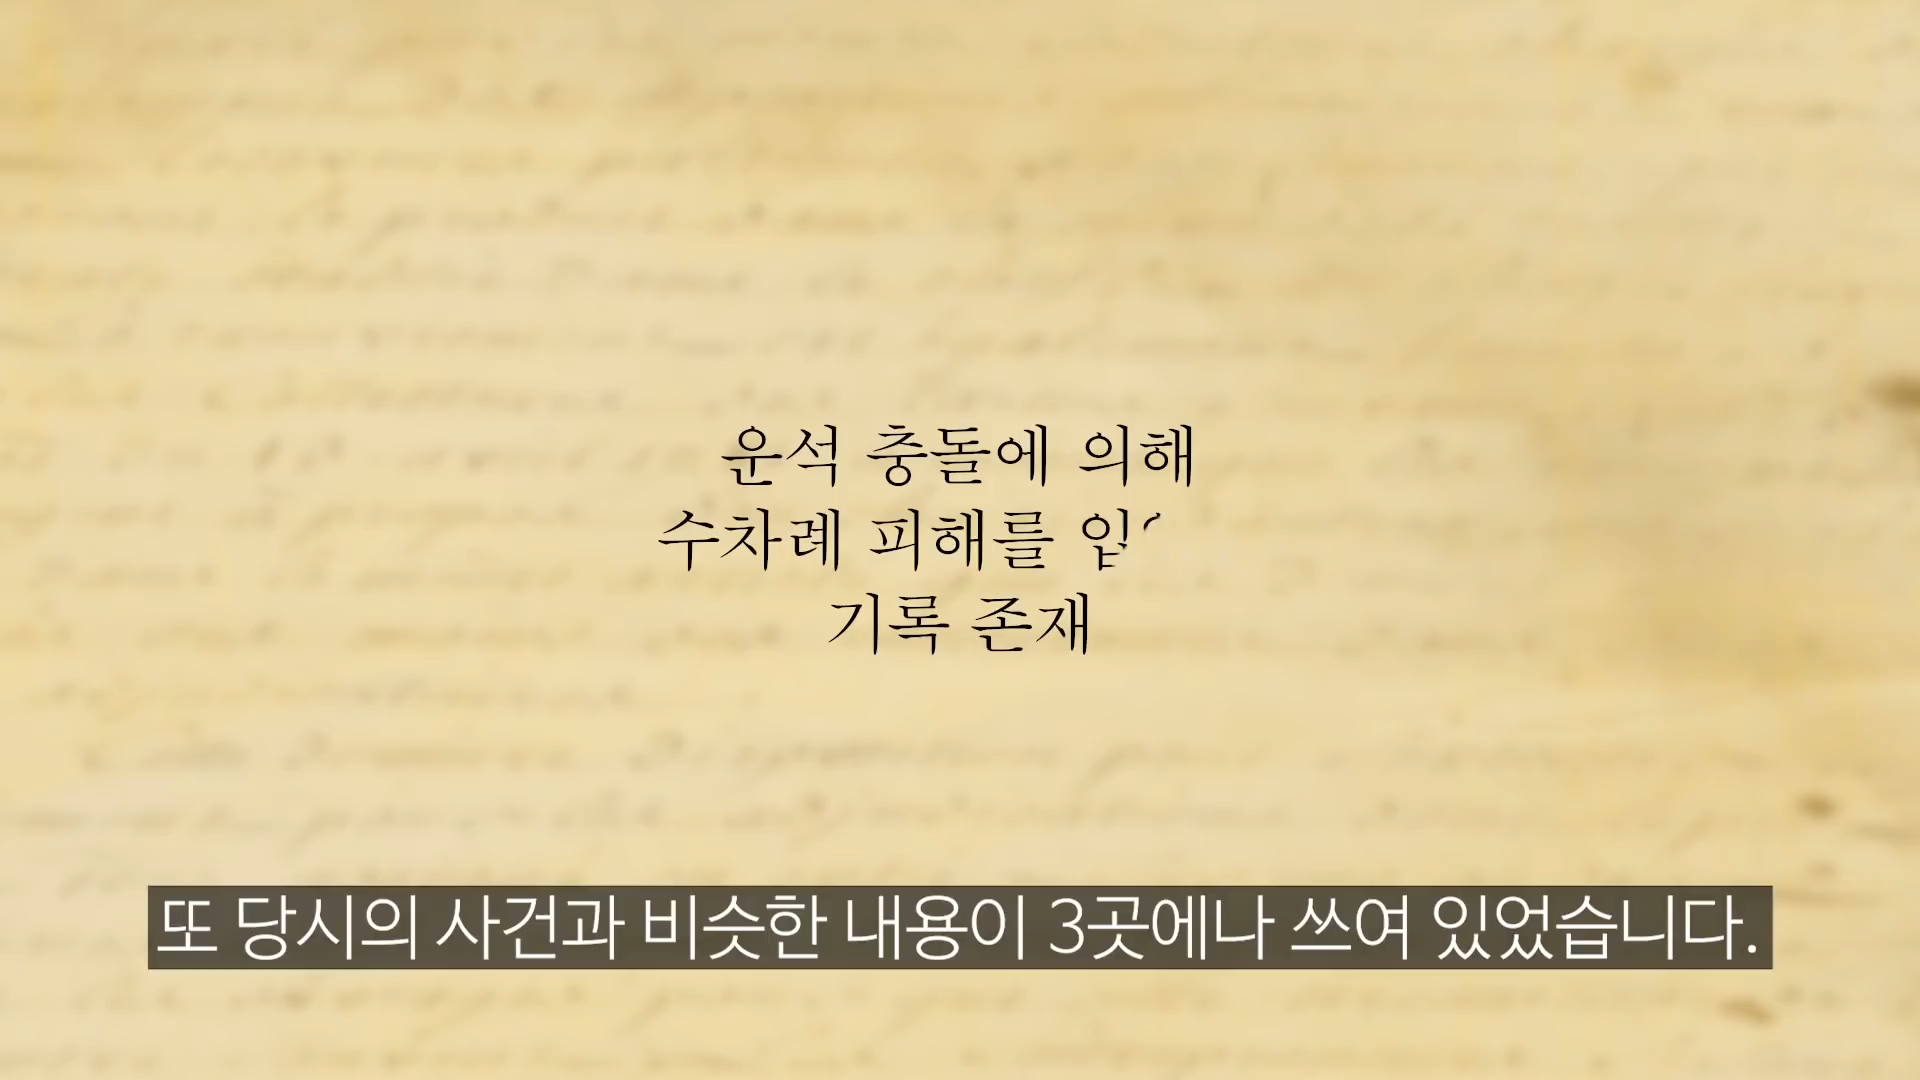 운석 충돌에 의해
수차례 피해를
기록 존재
또 당시의 사건과 비슷한 내용이 3곳에나 쓰여 있었습니다.